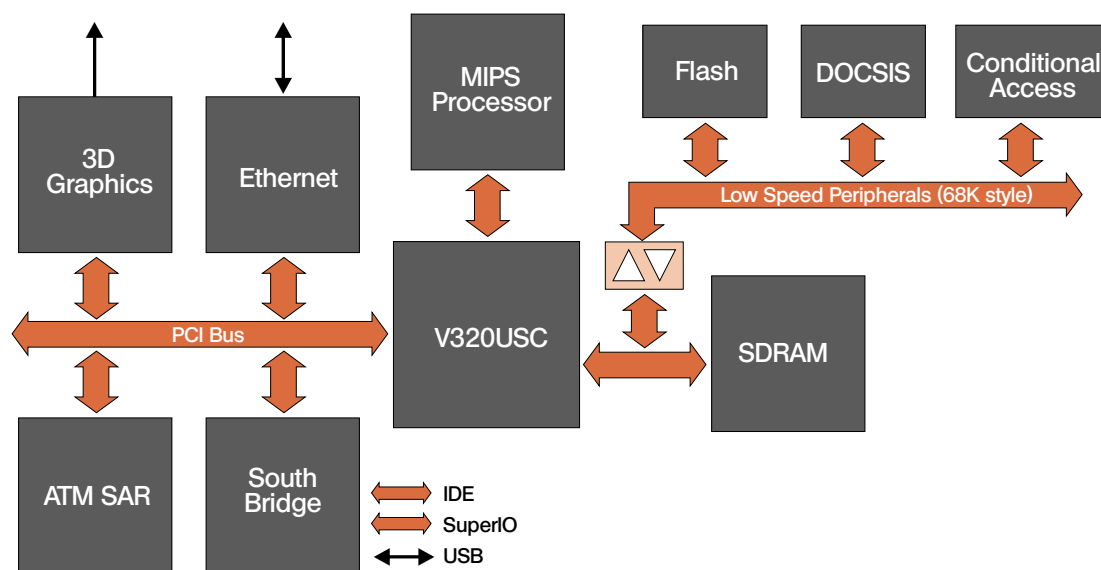 MIPS
Processor
Flash
DOCSIS
Conditional
Access
3D
Graphics
Ethernet
Low Speed Peripherals (68K style)
PCI Bus
V320USC
SDRAM
ATM SAR
South
Bridge
IDE
SuperIO
USB